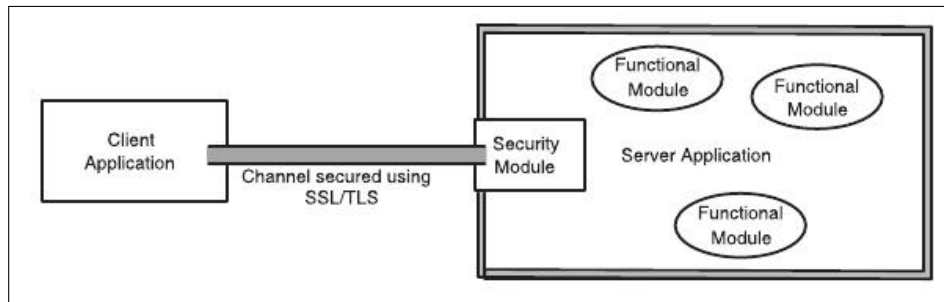 Client
Application
Channel secured using
SSL/TLS
Security
Module
Functional
Module
Functional
Module
Server Application
Functional
Module